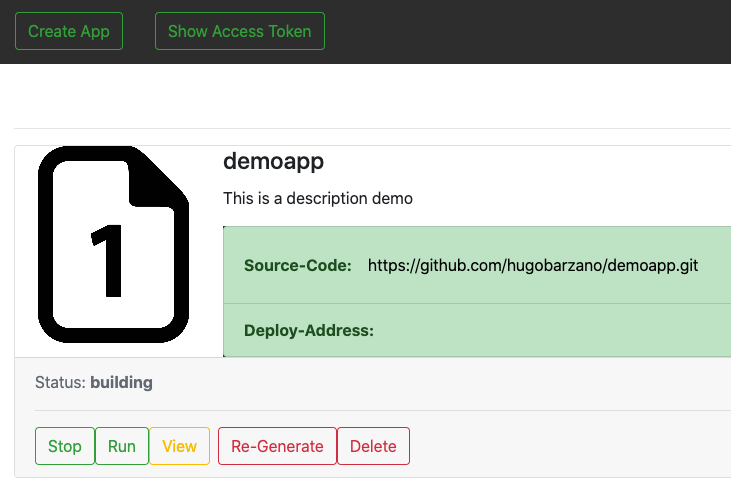 Create App Show Access Token
demoapp
1
This is a description demo
Source-Code: https://github.com/hugobarzano/demoapp.git
Deploy-Address:
Status: building
Stop Run View Re-Generate Delete